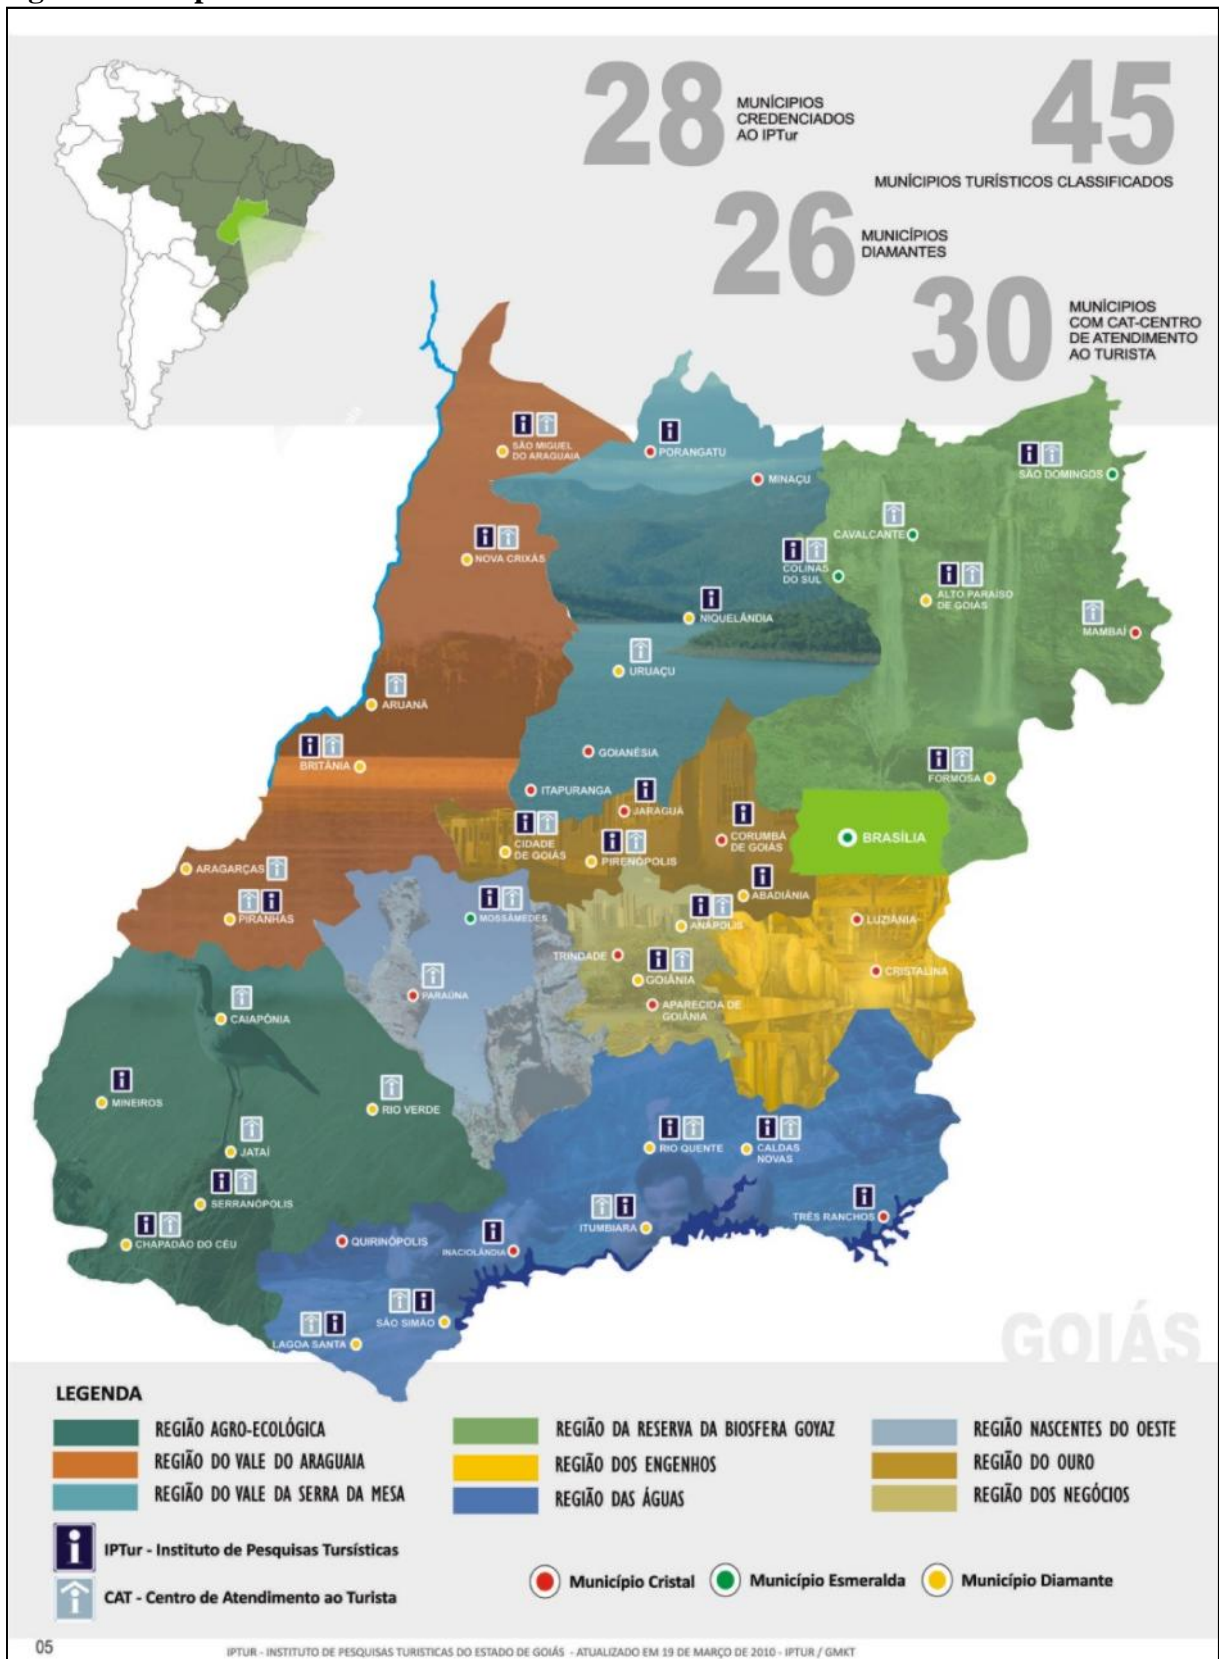 28
MUNÍCIPIOS
CREDENCIADOS
AO IPTur
45
MUNÍCIPIOS TURÍSTICOS CLASSIFICADOS
26
MUNICÍPIOS
DIAMANTES
30
MUNÍCIPIOS
COM CAT-CENTRO
DE ATENDIMENTO
AO TURISTA
SÃO MIGUEL
DO ARAGUAIA
PORANGATU
MINAÇU
SÃO DOMINGOS
CAVALCANTE
NOVA CRIXÁS
COLINAS
DO SUL
ALTO PARAÍSO
DE GOIÁS
NIQUELÂNDIA
MAMBAÍ
URUAÇU
ARUANÃ
GOIANÉSIA
BRITÂNIA
FORMOSA
ITAPURANGA
JARAGUÁ
CIDADE
DE GOIÁS
PIRENÓPOLIS
CORUMBÁ
DE GOIÁS
BRASÍLIA
ARAGARÇAS
ABADIÂNIA
PIRANHAS
MOSSÂMEDES
ANÁPOLIS
LUZIÂNIA
TRINDADE
GOIÂNIA
CRISTALINA
PARAÚNA
APARECIDA DE
GOIÂNIA
CAIAPÔNIA
MINEIROS
RIO VERDE
JATAÍ
RIO QUENTE
CALDAS
NOVAS
SERRANÓPOLIS
ITUMBIARA
TRÊS RANCHOS
CHAPADÃO DO CÉU
QUIRINÓPOLIS
INACIOLÂNDIA
SÃO SIMÃO
LAGOA SANTA
GOIÁS
LEGENDA
REGIÃO AGRO-ECOLÓGICA
REGIÃO DO VALE DO ARAGUAIA
REGIÃO DO VALE DA SERRA DA MESA
REGIÃO DA RESERVA DA BIOSFERA GOYAZ
REGIÃO DOS ENGENHOS
REGIÃO DAS ÁGUAS
REGIÃO NASCENTES DO OESTE
REGIÃO DO OURO
REGIÃO DOS NEGÓCIOS
IPTur - Instituto de Pesquisas Tursísticas
CAT - Centro de Atendimento ao Turista
Município Cristal
Município Esmeralda
Município Diamante
05
IPTUR - INSTITUTO DE PESQUISAS TURISTICAS DO ESTADO DE GOIÁS - ATUALIZADO EM 19 DE MARÇO DE 2010 - IPTUR / GMKT